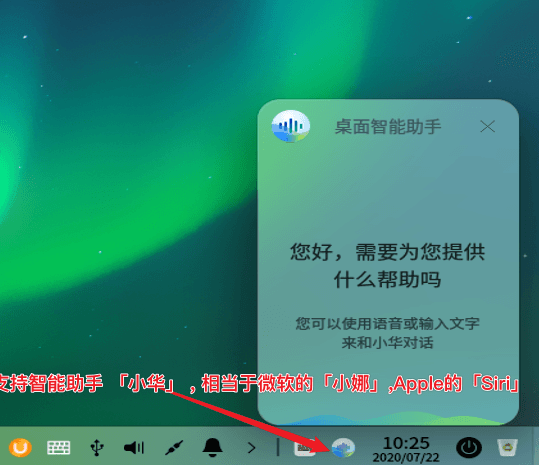 桌面智能助手
您好，需要为您提供
什么帮助吗
您可以使用语音或输入文字
来和小华对话
支持智能助手 「小华」 ，相当于微软的「小娜」,Apple的「Siri」
10:25
2020/07/22